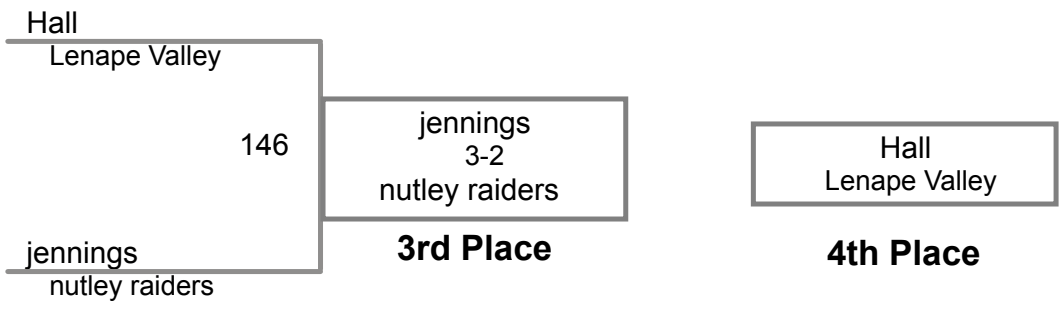 Hall
Lenape Valley
146
jennings
nutley raiders
jennings
3-2
nutley raiders
3rd Place
Hall
Lenape Valley
4th Place